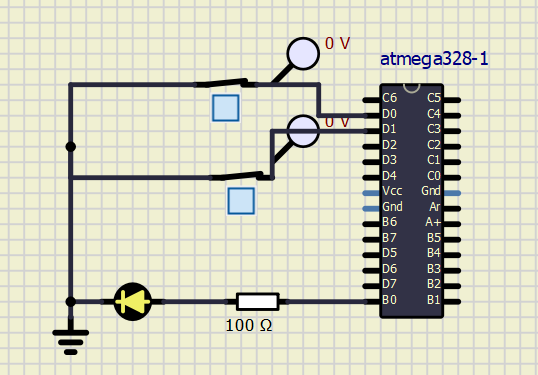 0 V
atmega328-1
C6 C5
D0 C4
0 V
D1 C3
D2 C2
D3 C1
D4 C0
Vcc Gnd
Gnd Ar
B6 A+
B7 B5
D5 B4
D6 B3
D7 B2
B0 B1
100 Ω